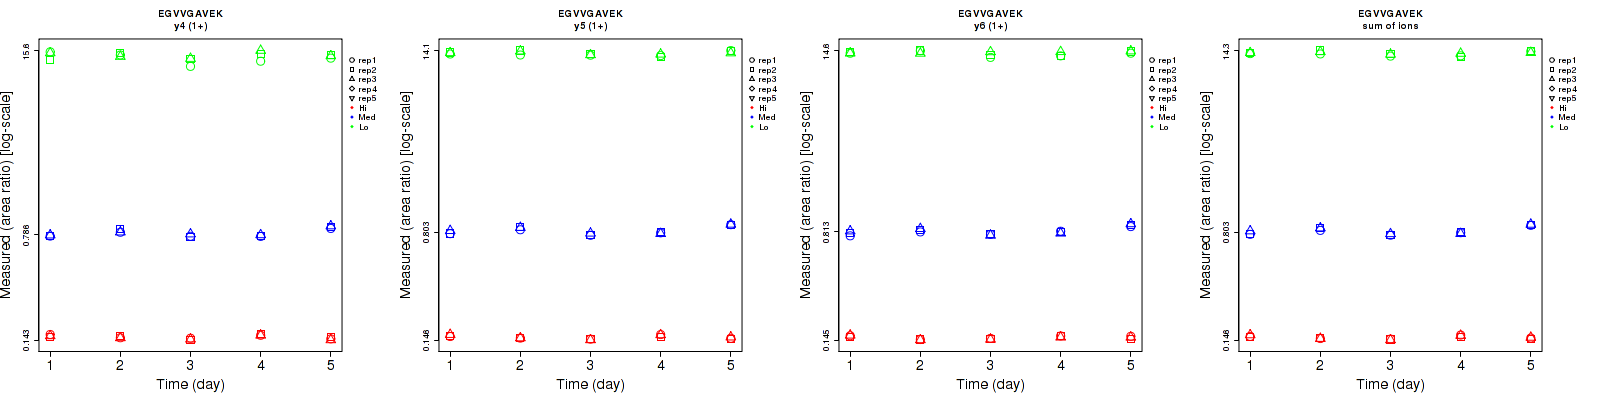 EGVVGAVEK
y4 (1+)
Measured (area ratio) [log-scale]
15.8
0.786
0.143
1 2 3 4 5
Time (day)
rep1
rep2
rep3
rep4
rep5
Hi
Med
Lo
EGVVGAVEK
y5 (1+)
Measured (area ratio) [log-scale]
14.1
0.803
0.146
1 2 3 4 5
Time (day)
rep1
rep2
rep3
rep4
rep5
Hi
Med
Lo
EGVVGAVEK
y6 (1+)
Measured (area ratio) [log-scale]
14.6
0.813
0.145
1 2 3 4 5
Time (day)
rep1
rep2
rep3
rep4
rep5
Hi
Med
Lo
EGVVGAVEK
sum of ions
Measured (area ratio) [log-scale]
14.3
0.803
0.146
1 2 3 4 5
Time (day)
rep1
rep2
rep3
rep4
rep5
Hi
Med
Lo